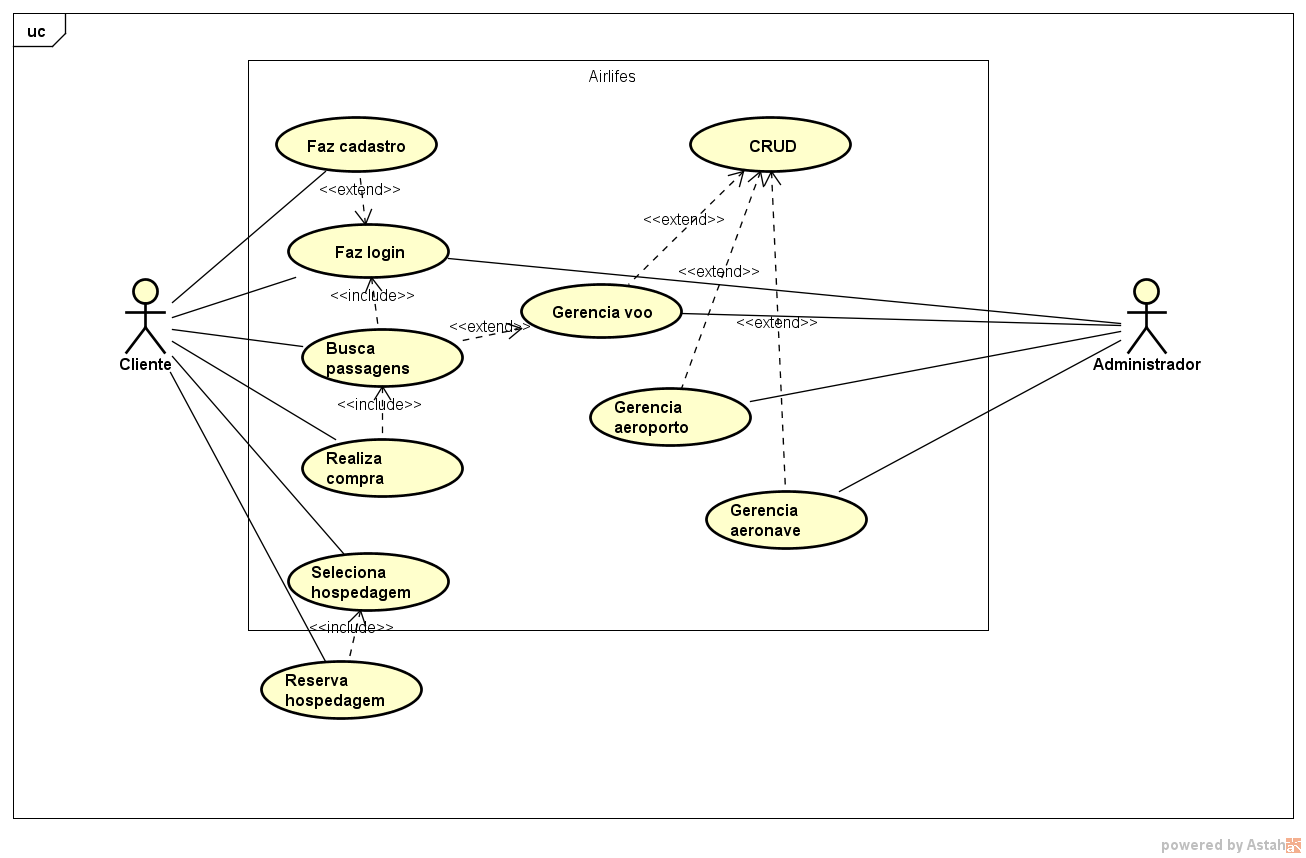 uc
Airlifes
Faz cadastro
CRUD
<<extend>>
<<extend>>
Faz login
<<extend>>
<<include>>
Gerencia voo
<<extend>>
<<extend>>
Busca
passagens
Cliente
Administrador
<<include>>
Gerencia
aeroporto
Realiza
compra
Gerencia
aeronave
Seleciona
hospedagem
<<include>>
Reserva
hospedagem
powered by Astah